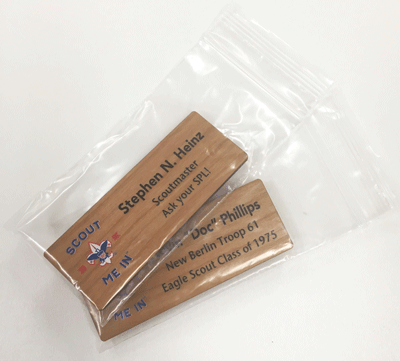 SCOUT
ME IN
Stephen N. Heinz
Scoutmaster
Ask your SPL!
ME IN
"Doc" Phillips
New Berlin Troop 61
Eagle Scout Class of 1975